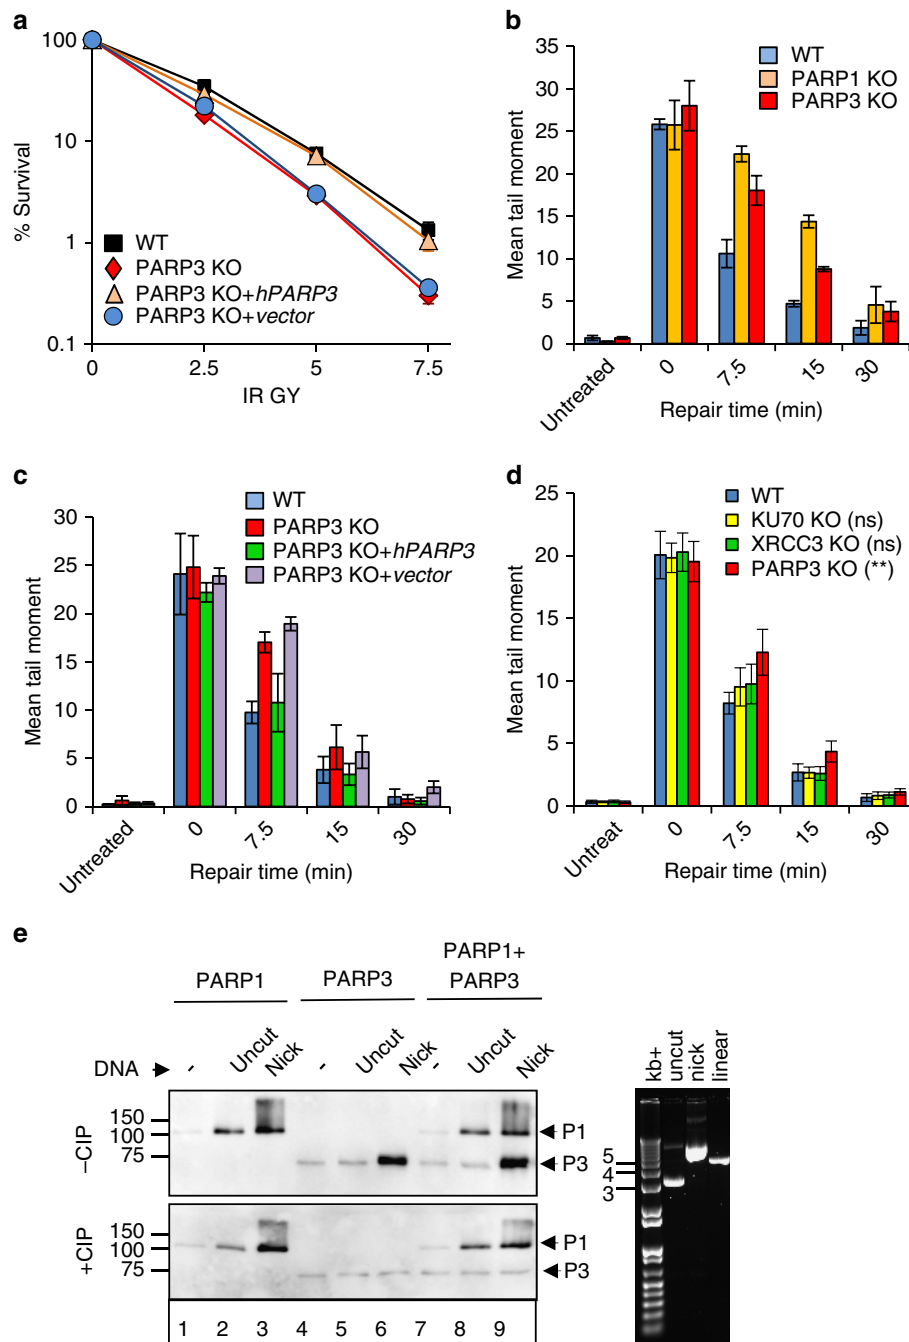 a
100
10
1
0.1
% Survival
WT
PARP3 KO
PARP3 KO+hPARP3
PARP3 KO+vector
0 2.5 5 7.5
IR GY
b
35
30
25
20
15
10
5
0
Mean tail moment
WT
PARP1 KO
PARP3 KO
Untreated 0 7.5 15 30
Repair time (min)
c
30
25
20
15
10
5
0
Mean tail moment
WT
PARP3 KO
PARP3 KO+hPARP3
PARP3 KO+vector
Untreated 0 7.5 15 30
Repair time (min)
d
25
20
15
10
5
0
Mean tail moment
WT
KU70 KO (ns)
XRCC3 KO (ns)
PARP3 KO (**)
Untreat 0 7.5 15 30
Repair time (min)
e
PARP1 PARP3 PARP1+
PARP3
DNA - Uncut Nick - Uncut Nick - Uncut Nick
–CIP
150
100
75
P1
P3
+CIP
150
100
75
P1
P3
1 2 3 4 5 6 7 8 9
kb+ uncut nick linear
5
4
3